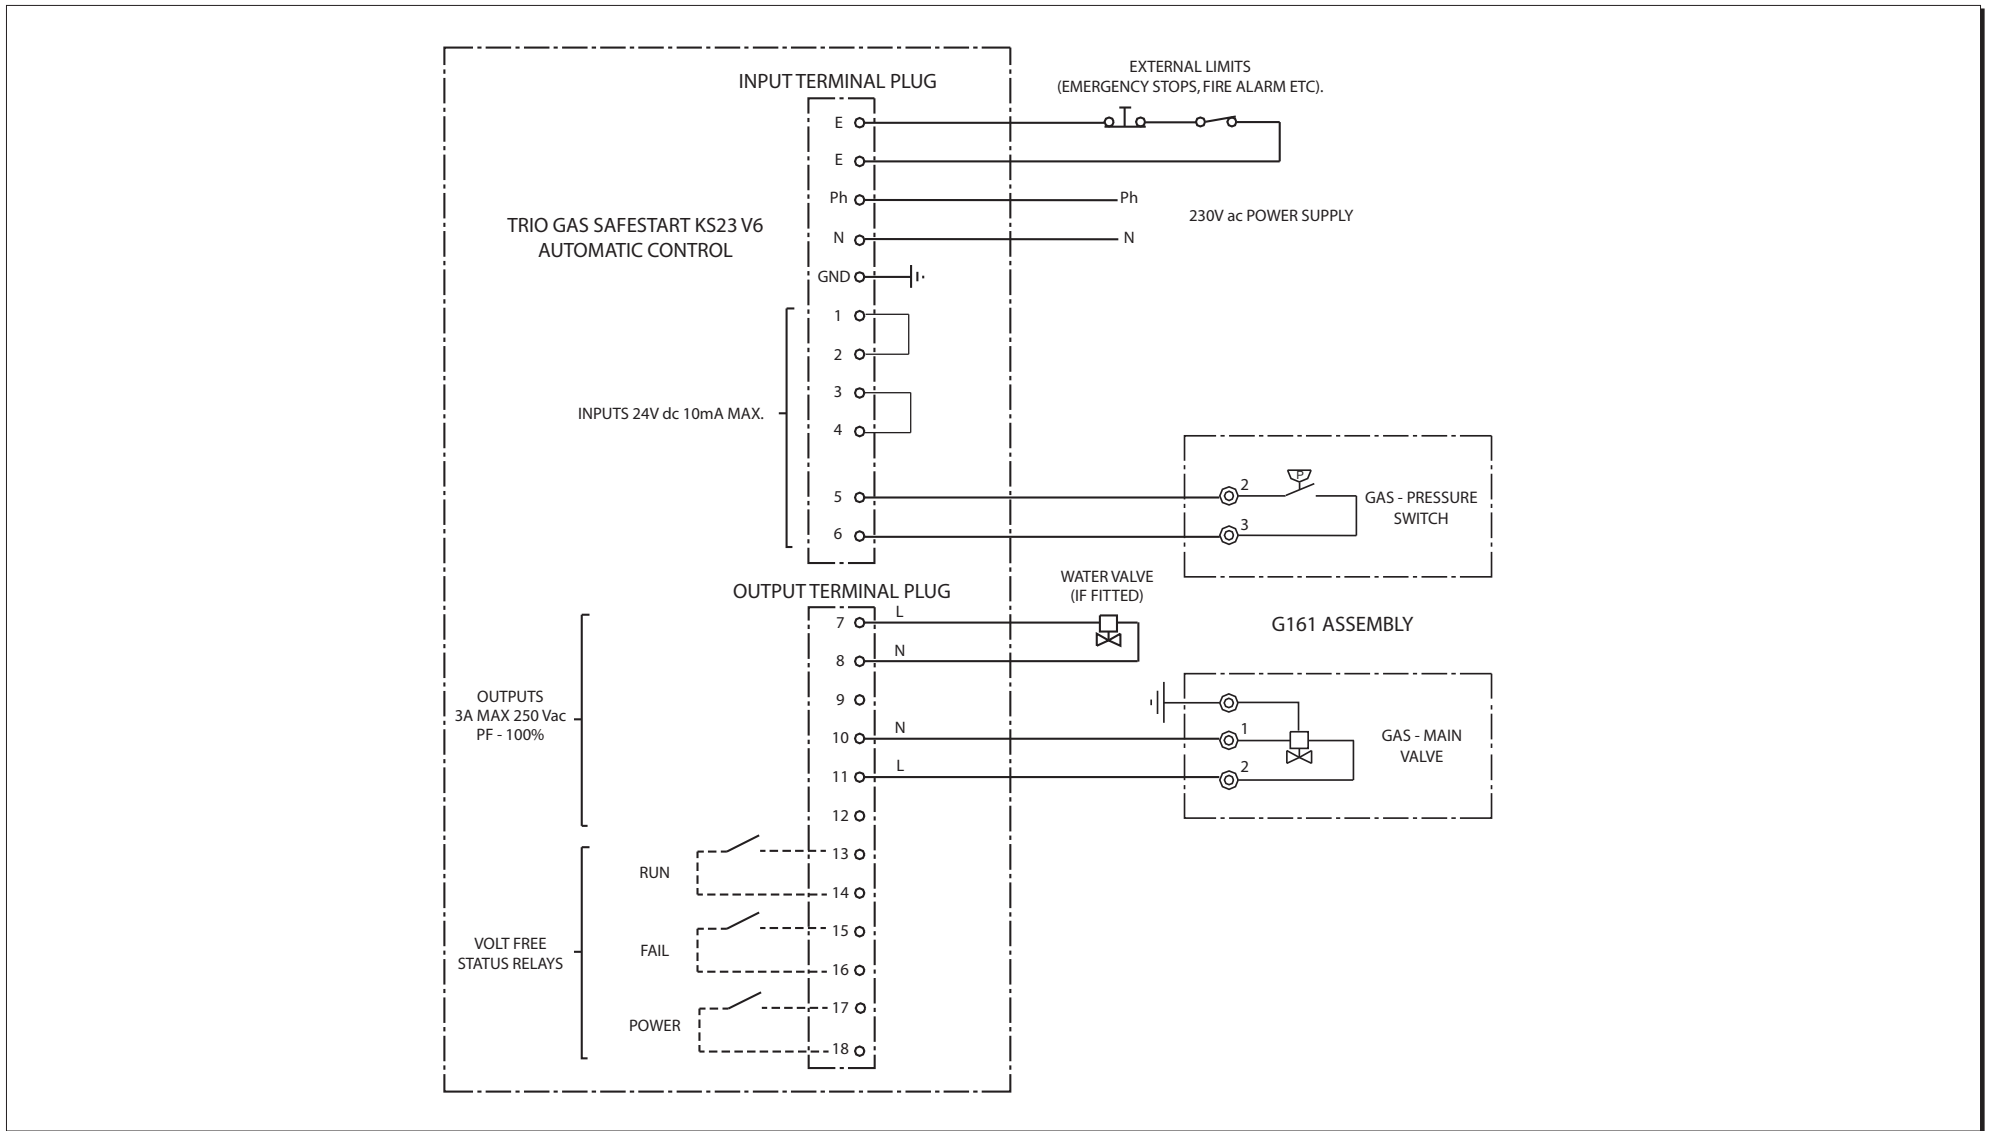 INPUT TERMINAL PLUG
EXTERNAL LIMITS
(EMERGENCY STOPS, FIRE ALARM ETC).
E
E
Ph
Ph
230V ac POWER SUPPLY
TRIO GAS SAFESTART KS23 V6
AUTOMATIC CONTROL
N
N
GND
1
2
3
INPUTS 24V dc 10mA MAX.
4
5
2
P
GAS - PRESSURE
SWITCH
6
3
OUTPUT TERMINAL PLUG
WATER VALVE
(IF FITTED)
G161 ASSEMBLY
7
L
8
N
OUTPUTS
3A MAX 250 Vac
PF - 100%
9
10
N
1
GAS - MAIN
VALVE
11
L
2
12
RUN
13
14
VOLT FREE
STATUS RELAYS
FAIL
15
16
POWER
17
18